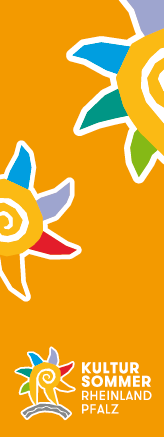 KULTUR
SOMMER
RHEINLAND
PFALZ